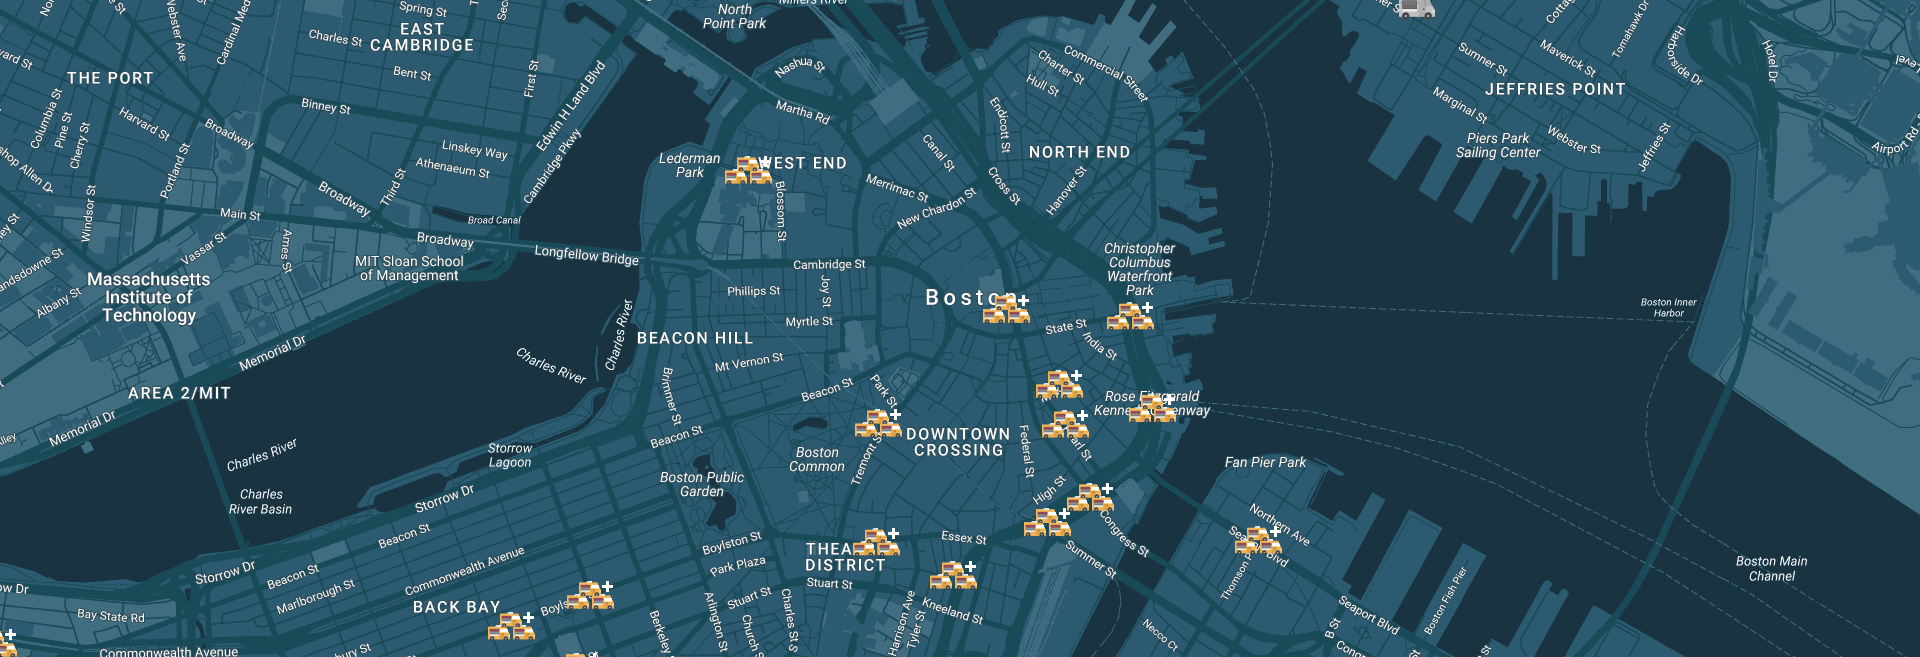 Spring St
Millers River
North
Point Park
EAST
CAMBRIDGE
Charles St
Webster Ave
Cardinal Med
THE PORT
Bent St
First St
Nashua St
Charter St
Commercial Street
Hull St
Cottag
Tomahawk Dr
Harborside Dr
Hotel Dr
Sumner St
Maverick St
JEFFRIES POINT
Marginal St
Edwin H Land Blvd
Binney St
Martha Rd
Columbia St
Pine St
Cherry St
Harvard St
Broadway
Portland St
Linskey Way
Athenaeum St
Cambridge Pkwy
Third St
Endicott St
Canal St
NORTH END
Piers Park
Sailing Center
Webster St
Jeffries St
Airport Rd
Lederman
Park
WEST END
Blossom St
Merrimac St
New Chardon St
Cross St
Hanover St
Windsor St
Main St
Broadway
Broad Canal
Broadway
Vassar St
Ames St
MIT Sloan School
of Management
Longfellow Bridge
Cambridge St
Christopher
Columbus
Waterfront
Park
Massachusetts
Institute of
Technology
Albany St
Phillips St
Joy St
Boston
Boston Inner
Harbor
Charles River
Myrtle St
State St
India St
BEACON HILL
Memorial Dr
Charles River
Mt Vernon St
Brimmer St
Beacon St
Park St
AREA 2/MIT
Memorial Dr
Rose Fitzgerald
DOWNTOWN
CROSSING
Federal St
Charles River
Storrow
Lagoon
Beacon St
Boston
Common
Tremont St
Fan Pier Park
Boston Public
Garden
Charles
River Basin
Storrow Dr
High St
Congress St
Northern Ave
Beacon St
Boylston St
Essex St
Summer St
Park Plaza
DISTRICT
Stuart St
Stuart St
Storrow Dr
Beacon St
Commonwealth Avenue
Marlborough St
BACK BAY
Bay State Rd
Arlington St
Charles St S
Church S
Harrison Ave
Tyler St
Kneeland St
Necco Ct
B St
Seaport Blvd
Boston Fish Pier
Boston Main
Channel
Commonwealth Avenue